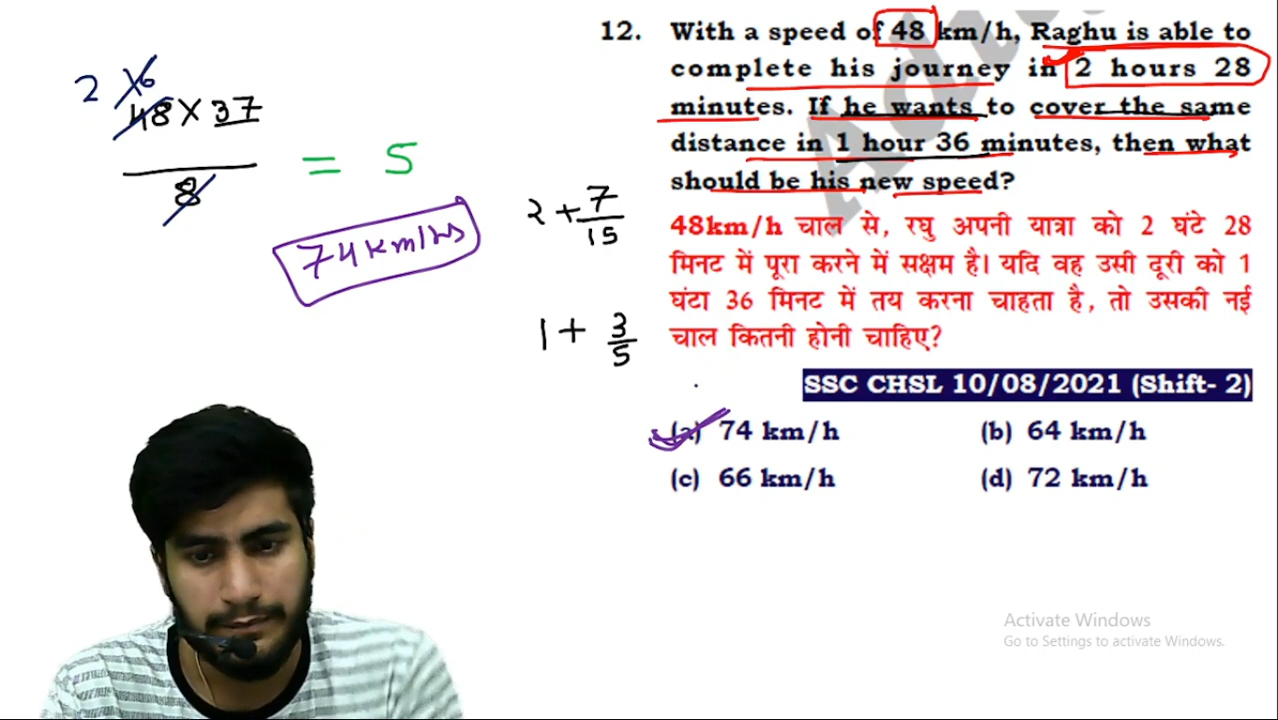 12. With a speed of 48 km/h, Raghu is able to
complete his journey in 2 hours 28
minutes. If he wants to cover the same
distance in 1 hour 36 minutes, then what
should be his new speed?
48km/h चाल से, रघु अपनी यात्रा को 2 घंटे 28
मिनट में पूरा करने में सक्षम है। यदि वह उसी दूरी को 1
घंटा 36 मिनट में तय करना चाहता है, तो उसकी नई
चाल कितनी होनी चाहिए?
SSC CHSL 10/08/2021 (Shift- 2)
(a) 74 km/h (b) 64 km/h
(c) 66 km/h (d) 72 km/h
2 16
48 × 37
8
= 5
74km/hs
2 + 7/15
1 + 3/5
Activate Windows
Go to Settings to activate Windows.